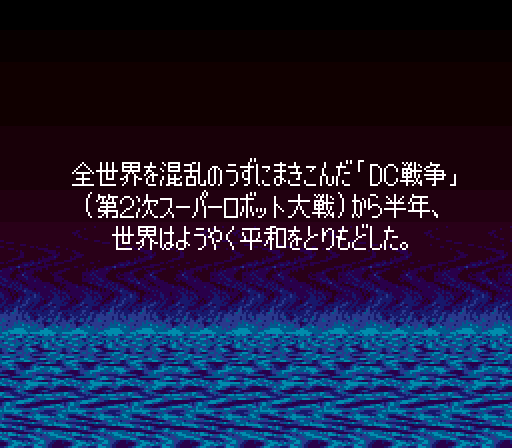 全世界を混乱のうずにまきこんだ「DC戦争」
（第2次スーパーロボット大戦）から半年、
世界はようやく平和をとりもどした。